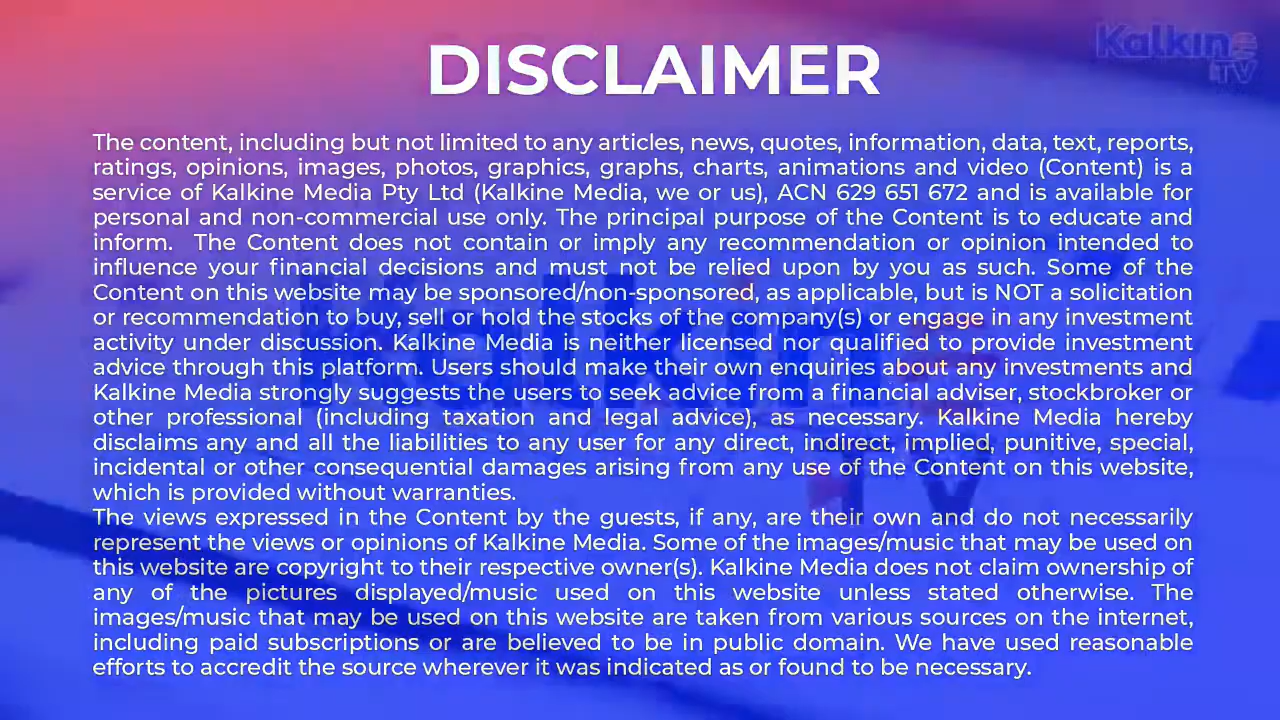 Kalkine
TV
DISCLAIMER
The content, including but not limited to any articles, news, quotes, information, data, text, reports,
ratings, opinions, images, photos, graphics, graphs, charts, animations and video (Content) is a
service of Kalkine Media Pty Ltd (Kalkine Media, we or us), ACN 629 651 672 and is available for
personal and non-commercial use only. The principal purpose of the Content is to educate and
inform. The Content does not contain or imply any recommendation or opinion intended to
influence your financial decisions and must not be relied upon by you as such. Some of the
Content on this website may be sponsored/non-sponsored, as applicable, but is NOT a solicitation
or recommendation to buy, sell or hold the stocks of the company(s) or engage in any investment
activity under discussion. Kalkine Media is neither licensed nor qualified to provide investment
advice through this platform. Users should make their own enquiries about any investments and
Kalkine Media strongly suggests the users to seek advice from a financial adviser, stockbroker or
other professional (including taxation and legal advice), as necessary. Kalkine Media hereby
disclaims any and all the liabilities to any user for any direct, indirect, implied, punitive, special,
incidental or other consequential damages arising from any use of the Content on this website,
which is provided without warranties.
The views expressed in the Content by the guests, if any, are their own and do not necessarily
represent the views or opinions of Kalkine Media. Some of the images/music that may be used on
this website are copyright to their respective owner(s). Kalkine Media does not claim ownership of
any of the pictures displayed/music used on this website unless stated otherwise. The
images/music that may be used on this website are taken from various sources on the internet,
including paid subscriptions or are believed to be in public domain. We have used reasonable
efforts to accredit the source wherever it was indicated as or found to be necessary.